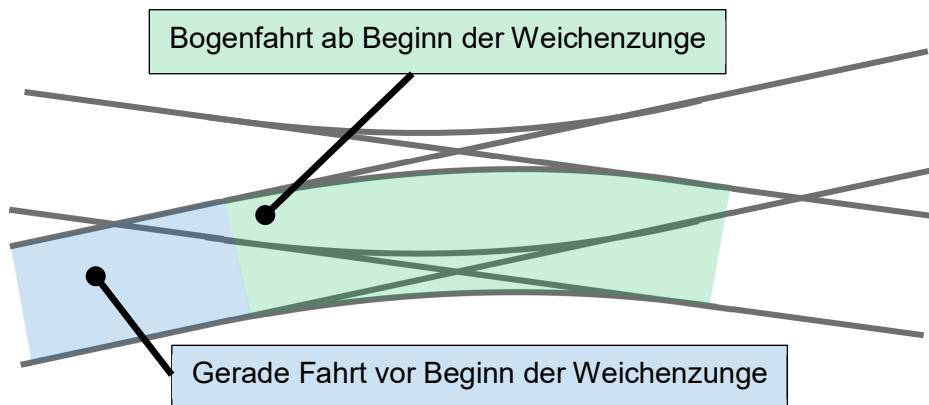 Bogenfahrt ab Beginn der Weichenzunge
Gerade Fahrt vor Beginn der Weichenzunge